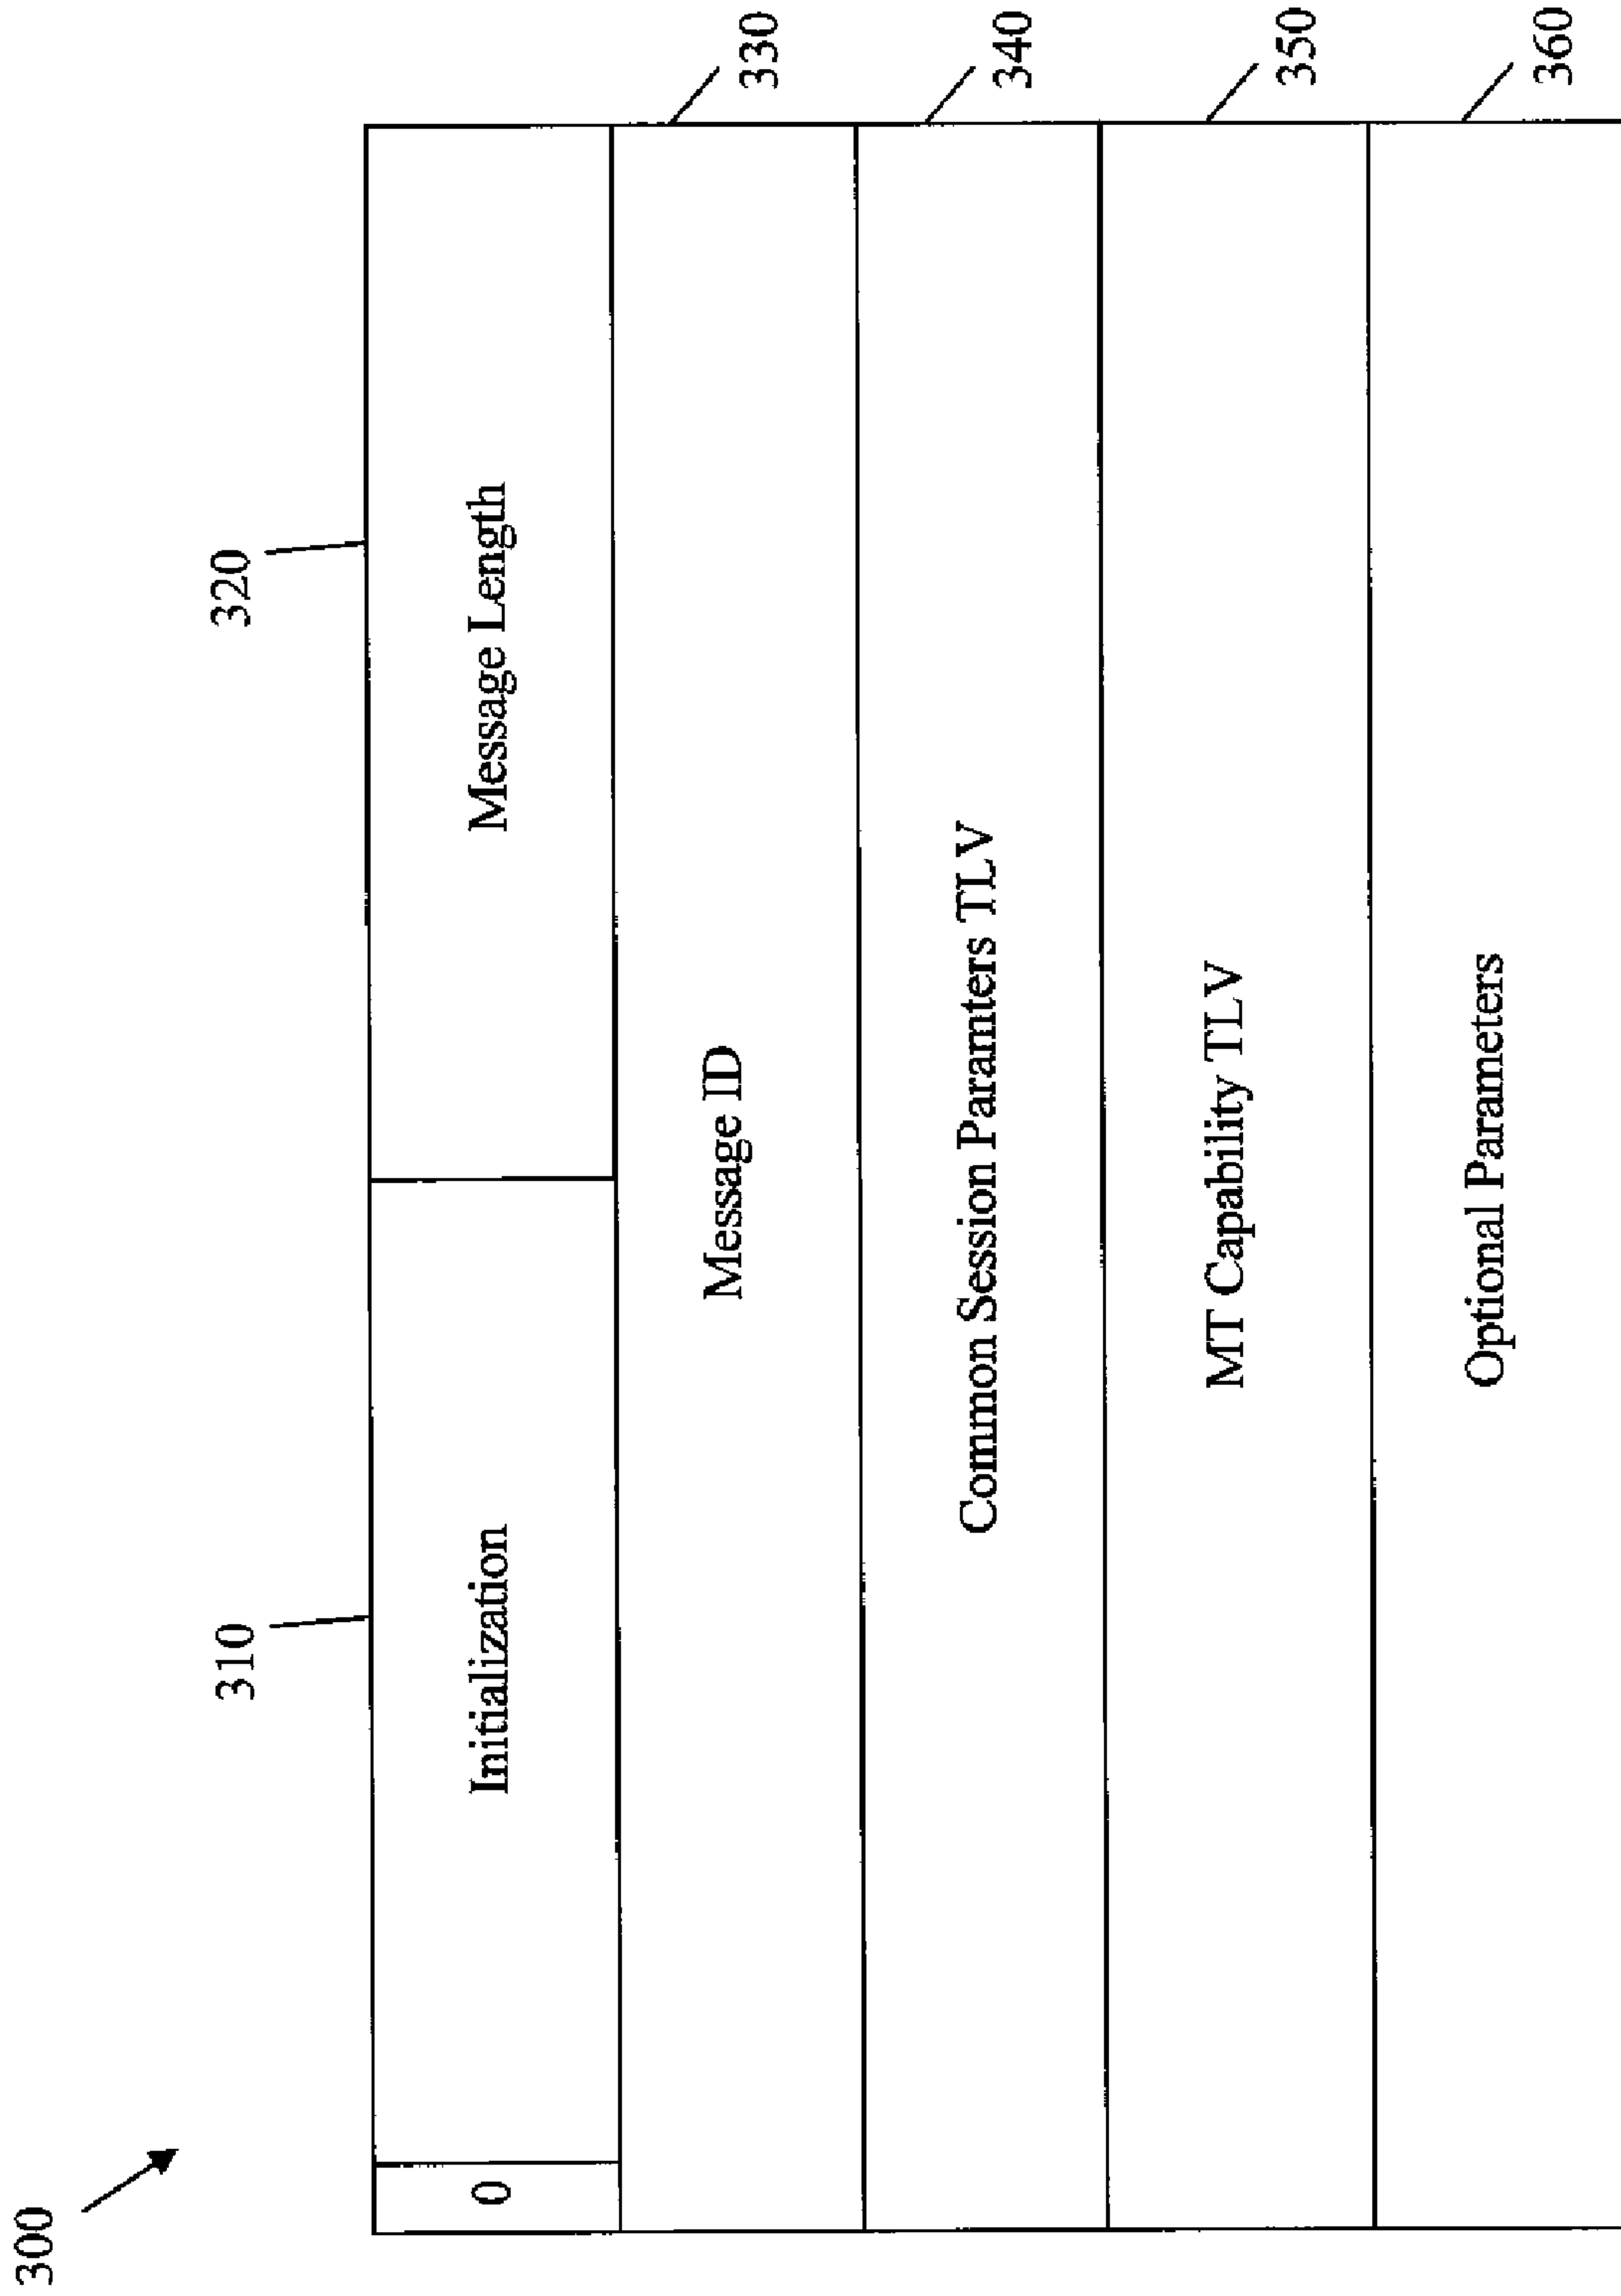 300
310
320
0
Initialization
Message Length
Message ID
330
Common Session Paramters TLV
340
MT Capability TLV
350
Optional Parameters
360